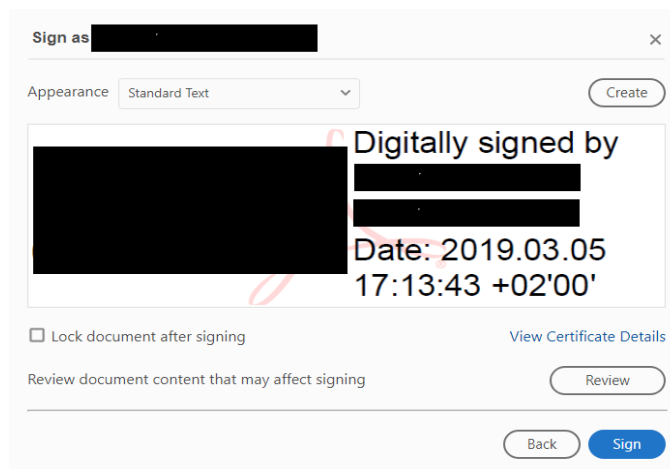 Sign as
Appearance Standard Text Create
Digitally signed by
Date: 2019.03.05
17:13:43 +02'00'
Lock document after signing View Certificate Details
Review document content that may affect signing Review
Back Sign